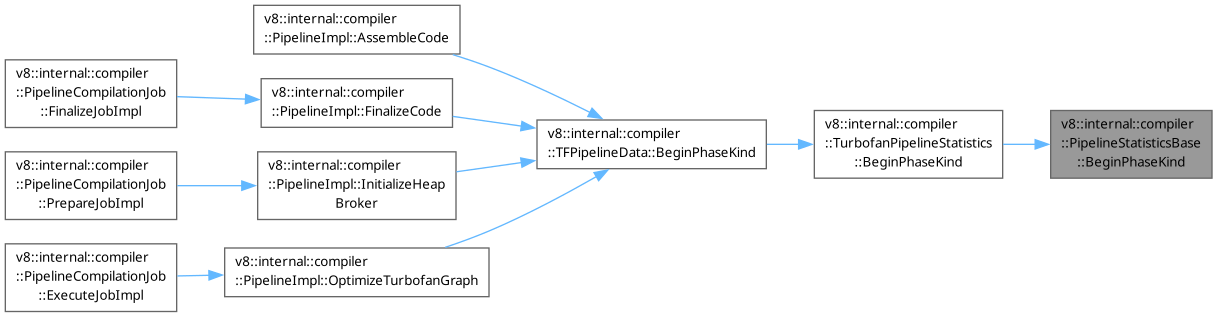 v8::internal::compiler
::PipelineImpl::AssembleCode
v8::internal::compiler
::PipelineCompilationJob
::FinalizeJobImpl
v8::internal::compiler
::PipelineImpl::FinalizeCode
v8::internal::compiler
::TFPipelineData::BeginPhaseKind
v8::internal::compiler
::TurbofanPipelineStatistics
::BeginPhaseKind
v8::internal::compiler
::PipelineStatisticsBase
::BeginPhaseKind
v8::internal::compiler
::PipelineCompilationJob
::PrepareJobImpl
v8::internal::compiler
::PipelineImpl::InitializeHeap
Broker
v8::internal::compiler
::PipelineCompilationJob
::ExecuteJobImpl
v8::internal::compiler
::PipelineImpl::OptimizeTurbofanGraph